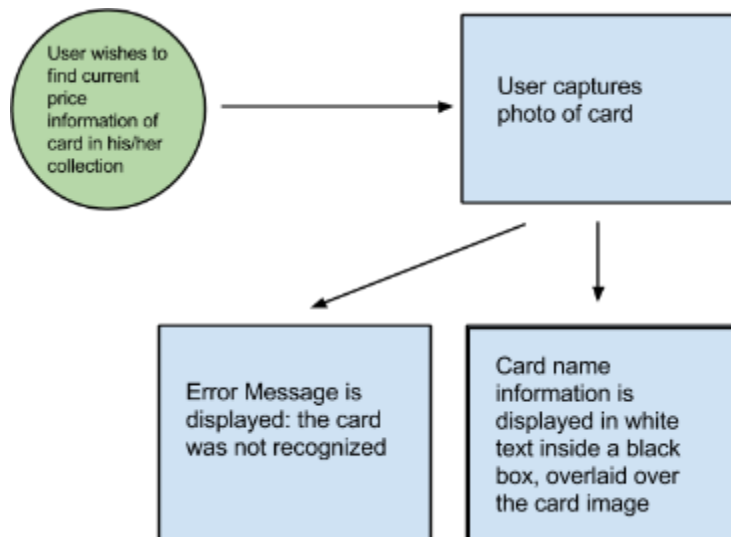 User wishes to
find current
price
information of
card in his/her
collection
User captures
photo of card
Error Message is
displayed: the card
was not recognized
Card name
information is
displayed in white
text inside a black
box, overlaid over
the card image